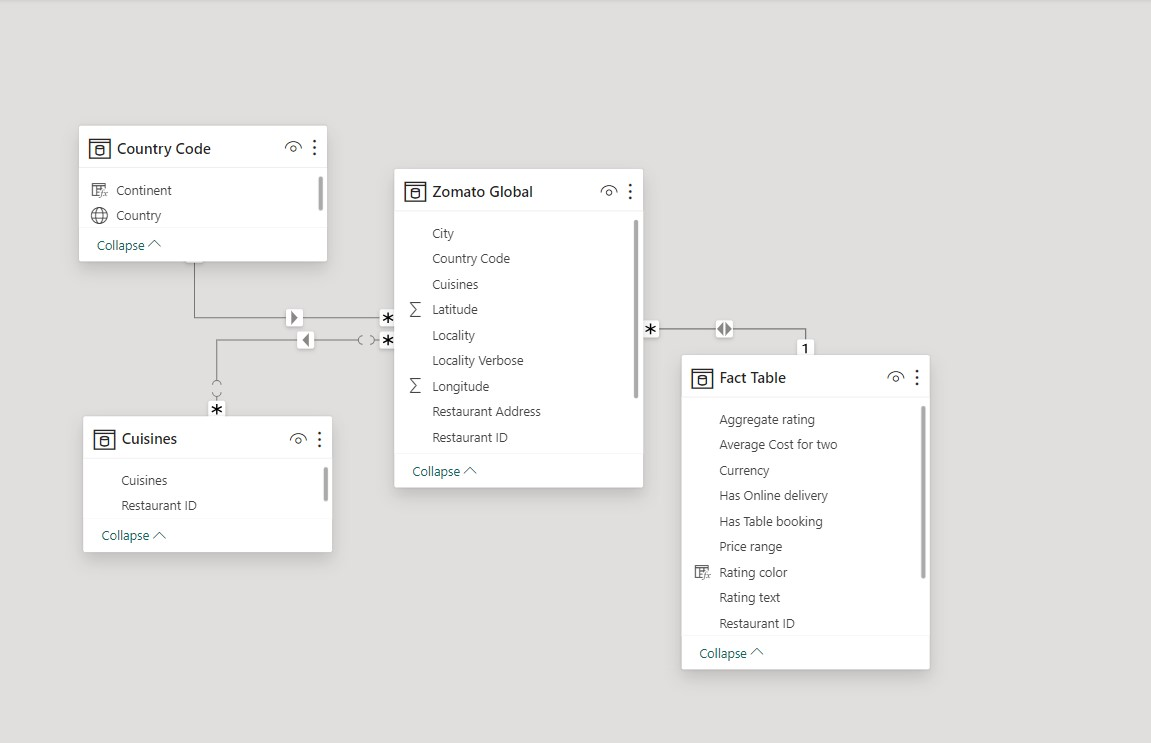 Country Code
Continent
Country
Collapse
Zomato Global
City
Country Code
Cuisines
Latitude
Locality
Locality Verbose
Longitude
Restaurant Address
Restaurant ID
Collapse
*
*
*
*
1
Cuisines
Cuisines
Restaurant ID
Collapse
Fact Table
Aggregate rating
Average Cost for two
Currency
Has Online delivery
Has Table booking
Price range
Rating color
Rating text
Restaurant ID
Collapse